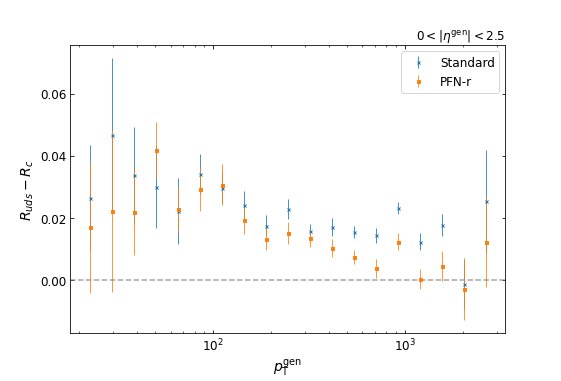 0 < |η^gen| < 2.5
Standard
PFN-r
R_uds − R_c
0.06
0.04
0.02
0.00
10^2
10^3
p_T^gen